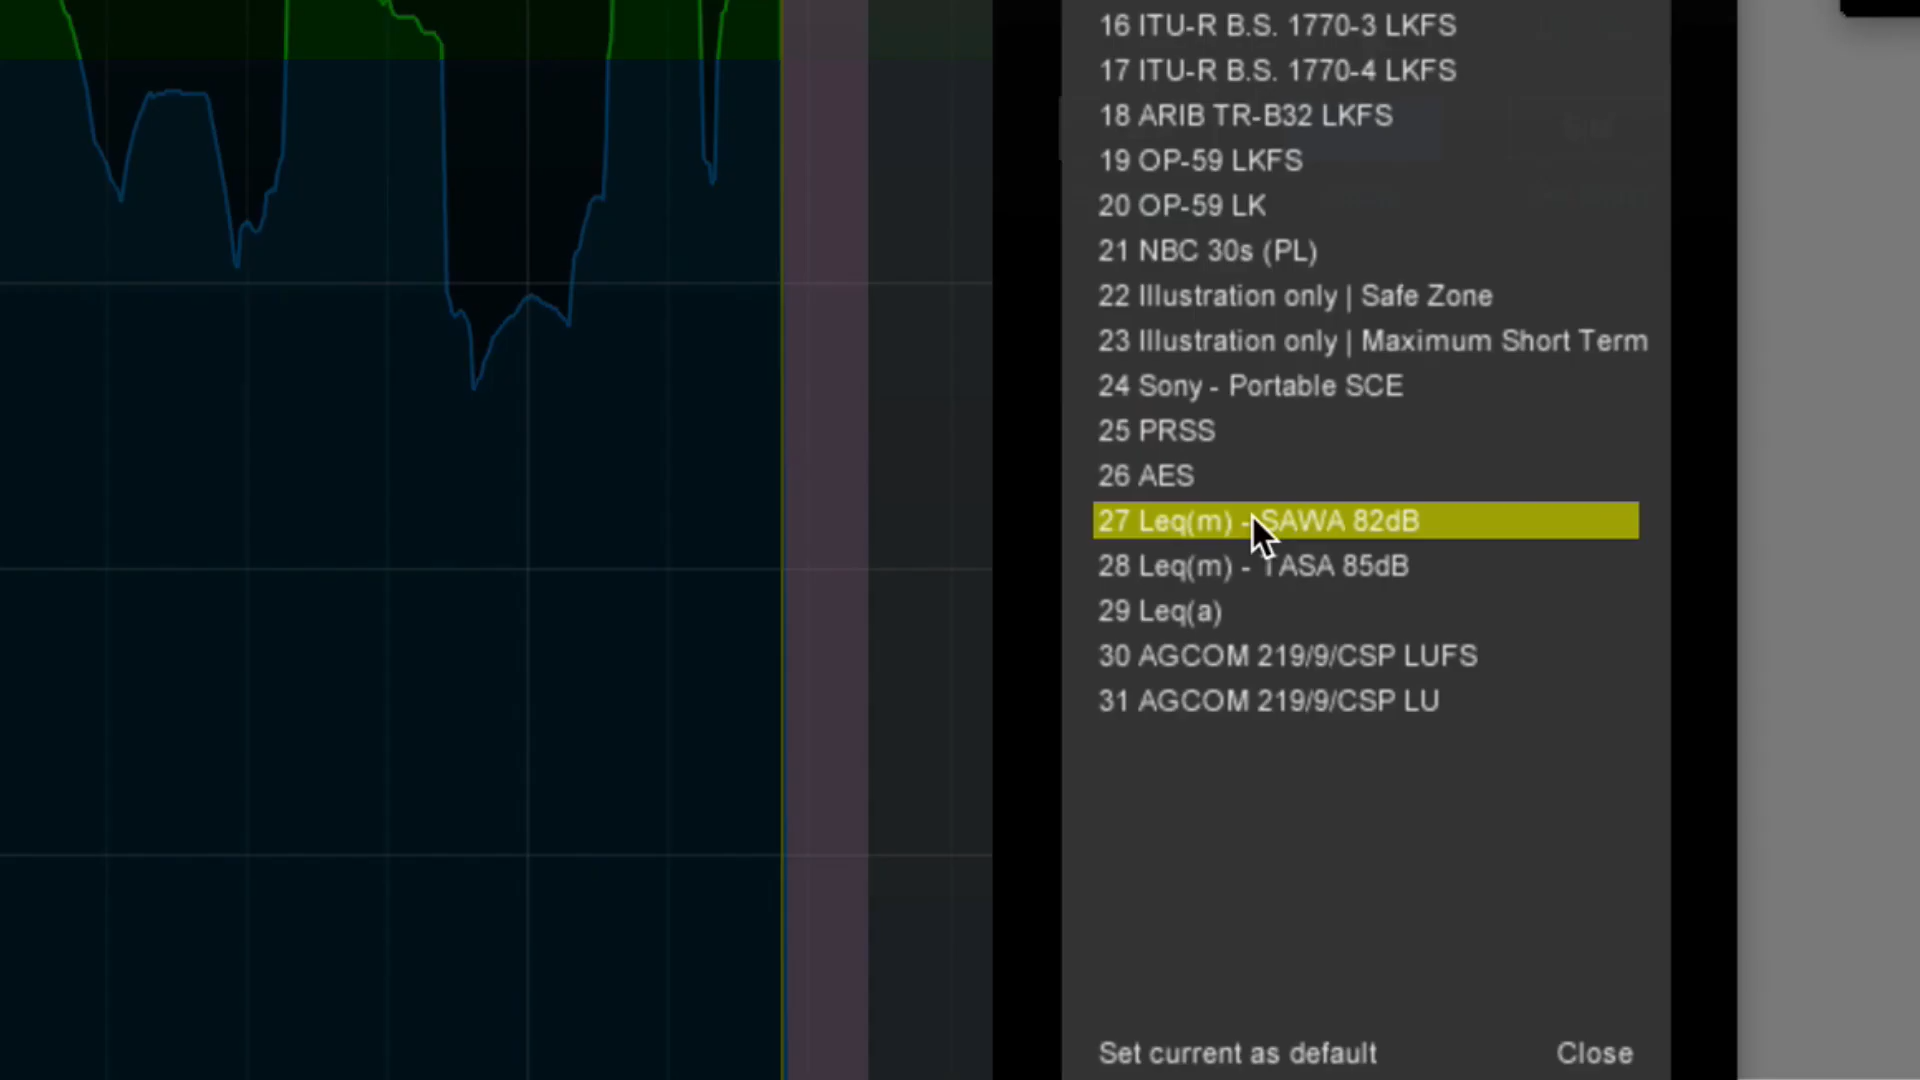 16 ITU-R B.S. 1770-3 LKFS
17 ITU-R B.S. 1770-4 LKFS
18 ARIB TR-B32 LKFS
19 OP-59 LKFS
20 OP-59 LK
21 NBC 30s (PL)
22 Illustration only | Safe Zone
23 Illustration only | Maximum Short Term
24 Sony - Portable SCE
25 PRSS
26 AES
27 Leq(m) - SAWA 82dB
28 Leq(m) - TASA 85dB
29 Leq(a)
30 AGCOM 219/9/CSP LUFS
31 AGCOM 219/9/CSP LU
Set current as default
Close